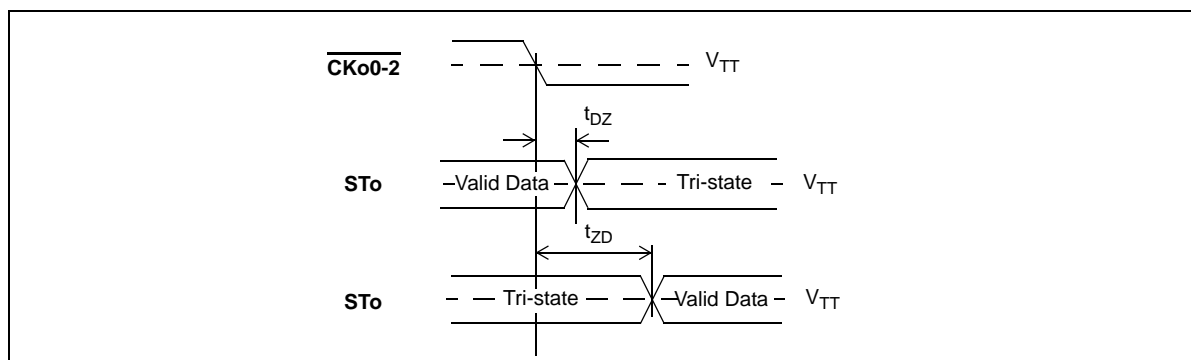 CKo0-2
VTT
tDZ
STo
Valid Data
Tri-state
VTT
tZD
STo
Tri-state
Valid Data
VTT